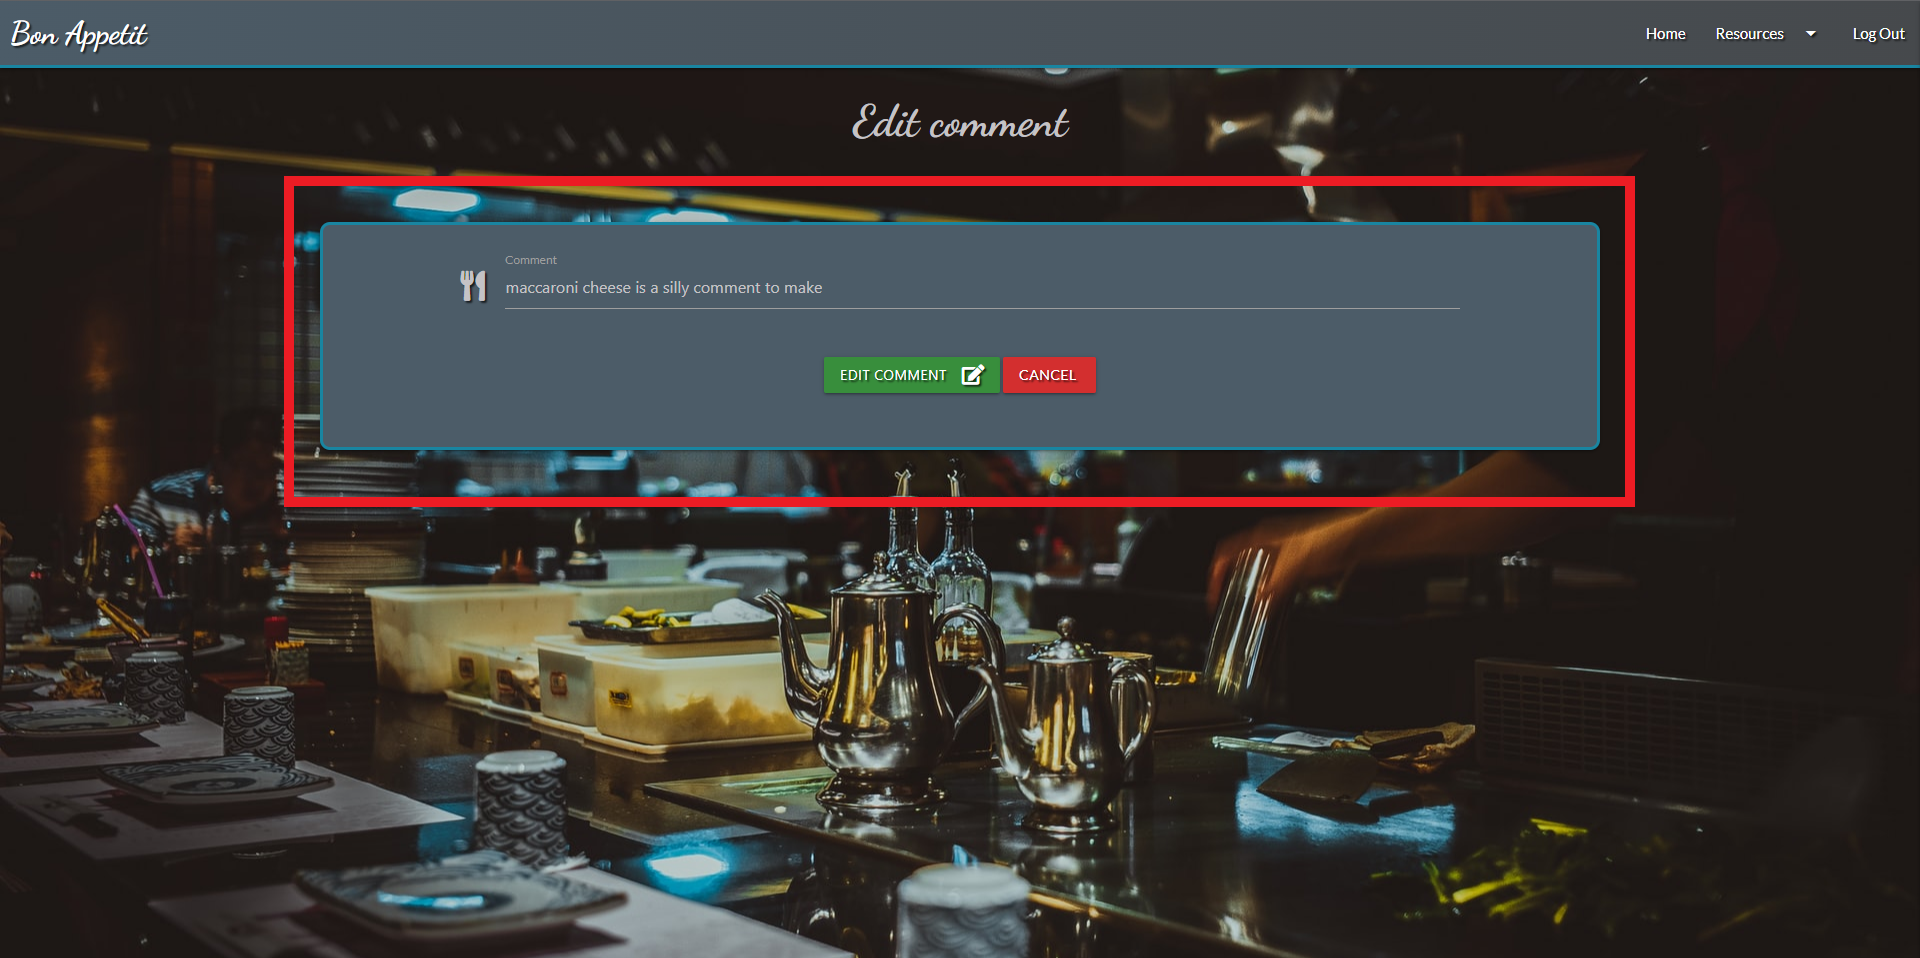 Bon Appetit
Home Resources Log Out
Edit comment
Comment
maccaroni cheese is a silly comment to make
EDIT COMMENT CANCEL